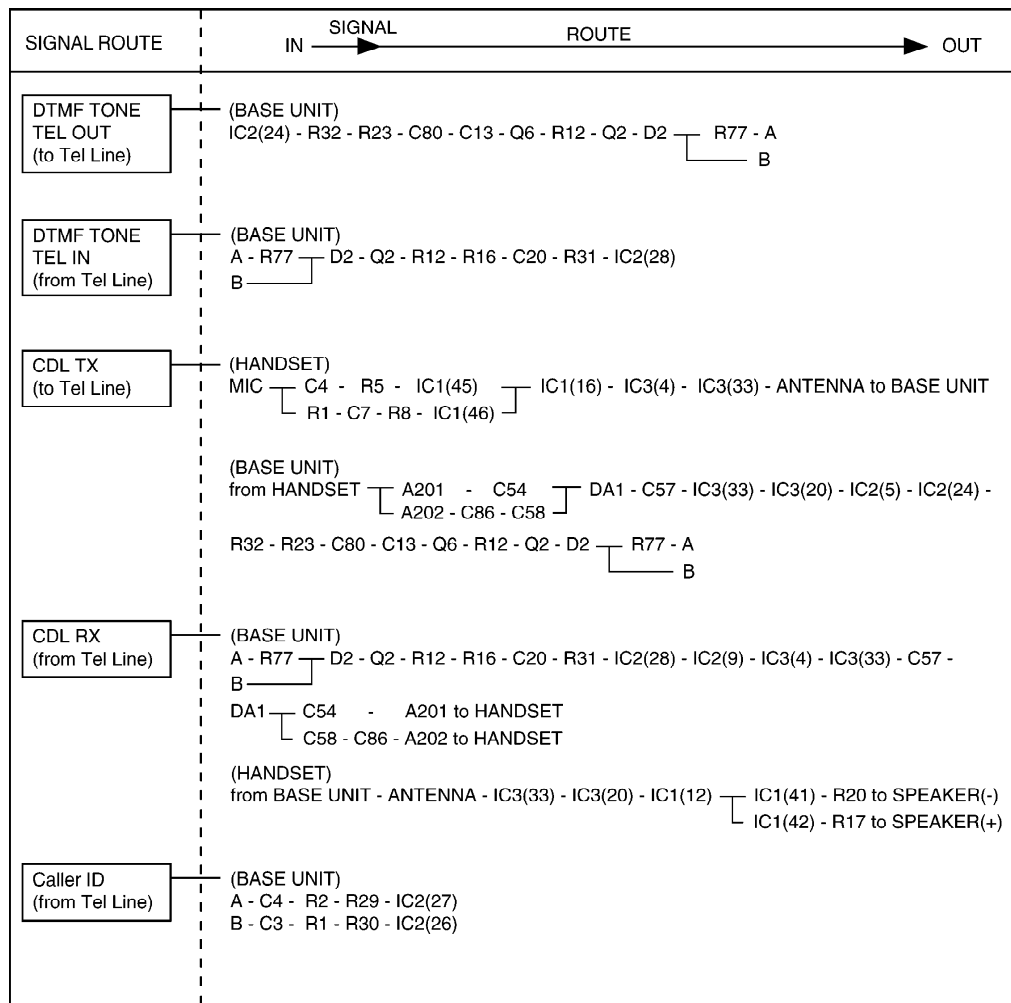 SIGNAL ROUTE IN SIGNAL ROUTE OUT
DTMF TONE
TEL OUT
(to Tel Line)
(BASE UNIT)
IC2(24) - R32 - R23 - C80 - C13 - Q6 - R12 - Q2 - D2 R77 - A
B
DTMF TONE
TEL IN
(from Tel Line)
(BASE UNIT)
A - R77 D2 - Q2 - R12 - R16 - C20 - R31 - IC2(28)
B
CDL TX
(to Tel Line)
(HANDSET)
MIC C4 - R5 - IC1(45) IC1(16) - IC3(4) - IC3(33) - ANTENNA to BASE UNIT
R1 - C7 - R8 - IC1(46)
(BASE UNIT)
from HANDSET A201 - C54 DA1 - C57 - IC3(33) - IC3(20) - IC2(5) - IC2(24) -
A202 - C86 - C58
R32 - R23 - C80 - C13 - Q6 - R12 - Q2 - D2 R77 - A
B
CDL RX
(from Tel Line)
(BASE UNIT)
A - R77 D2 - Q2 - R12 - R16 - C20 - R31 - IC2(28) - IC2(9) - IC3(4) - IC3(33) - C57 -
B
DA1 C54 - A201 to HANDSET
C58 - C86 - A202 to HANDSET
(HANDSET)
from BASE UNIT - ANTENNA - IC3(33) - IC3(20) - IC1(12) IC1(41) - R20 to SPEAKER(-)
IC1(42) - R17 to SPEAKER(+)
Caller ID
(from Tel Line)
(BASE UNIT)
A - C4 - R2 - R29 - IC2(27)
B - C3 - R1 - R30 - IC2(26)